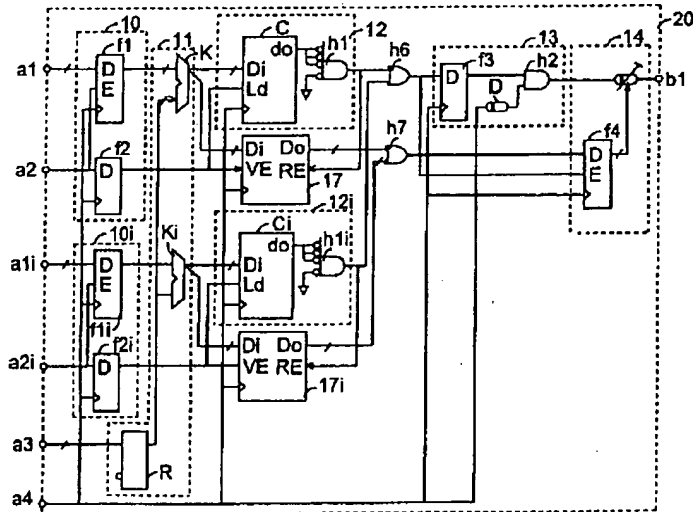 10
11
12
13
14
20
f1
K
C
do
h1
h6
f3
h2
a1
D
E
Di
Ld
D
D
b1
h7
f4
f2
Di
Do
D
E
a2
D
VE
RE
17
12i
10i
Ki
Ci
do
h1i
a1i
D
E
Di
Ld
f1i
f2i
Di
Do
a2i
D
VE
RE
17i
a3
R
a4